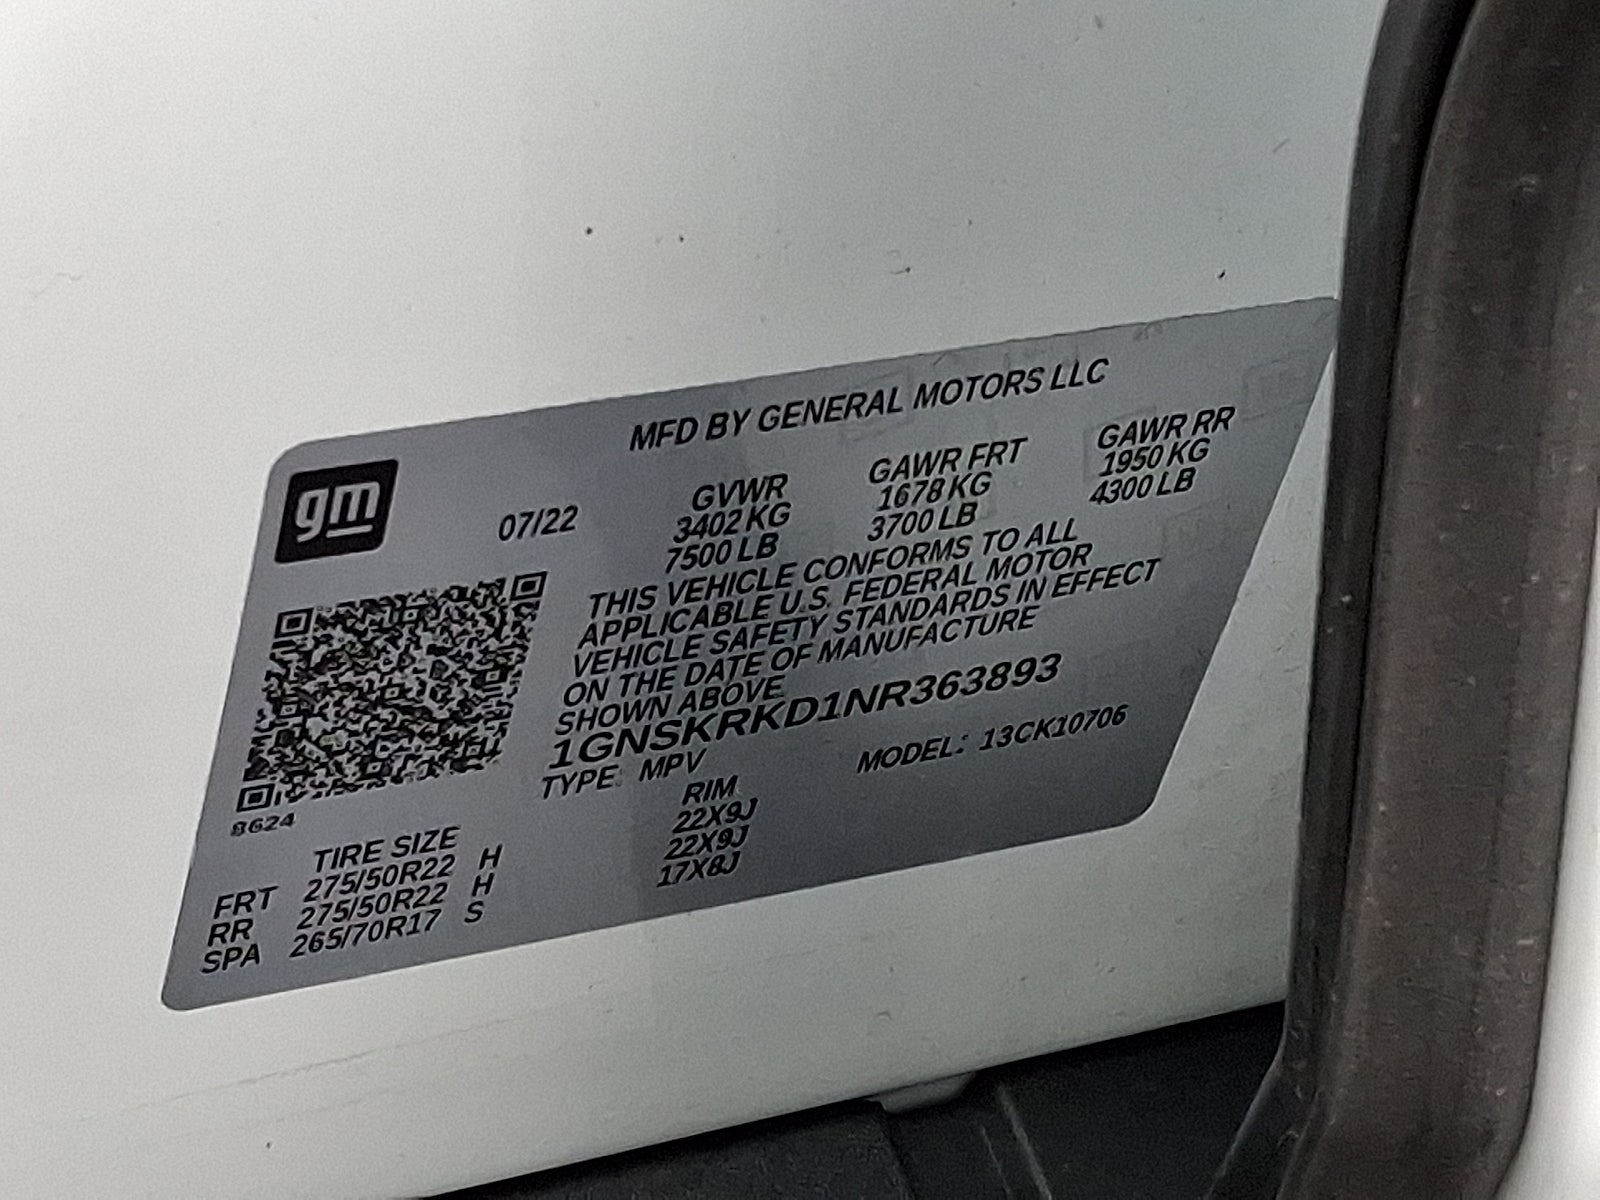 MFD BY GENERAL MOTORS LLC
gm
07/22
GVWR GAWR FRT GAWR RR
3402 KG 1678 KG 1950 KG
7500 LB 3700 LB 4300 LB
THIS VEHICLE CONFORMS TO ALL
APPLICABLE U.S. FEDERAL MOTOR
VEHICLE SAFETY STANDARDS IN EFFECT
ON THE DATE OF MANUFACTURE
SHOWN ABOVE
1GNSKRKD1NR363893
TYPE: MPV MODEL: 13CK10706
8624
TIRE SIZE RIM
FRT 275/50R22 H 22X9J
RR 275/50R22 H 22X9J
SPA 265/70R17 S 17X8J